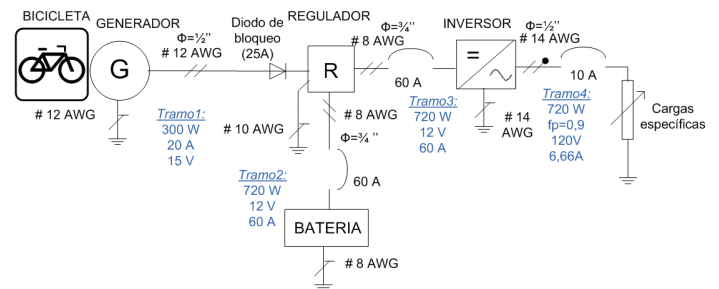 BICICLETA
GENERADOR
Φ=½’’
# 12 AWG
G
# 12 AWG
Tramo1:
300 W
20 A
15 V
Diodo de
bloqueo
(25A)
REGULADOR
R
# 10 AWG
# 8 AWG
Φ=¾ ’’
60 A
Tramo2:
720 W
12 V
60 A
BATERIA
# 8 AWG
Φ=¾’’
# 8 AWG
60 A
Tramo3:
720 W
12 V
60 A
INVERSOR
=
# 14
AWG
Φ=½’’
# 14 AWG
10 A
Tramo4:
720 W
fp=0,9
120V
6,66A
Cargas
específicas